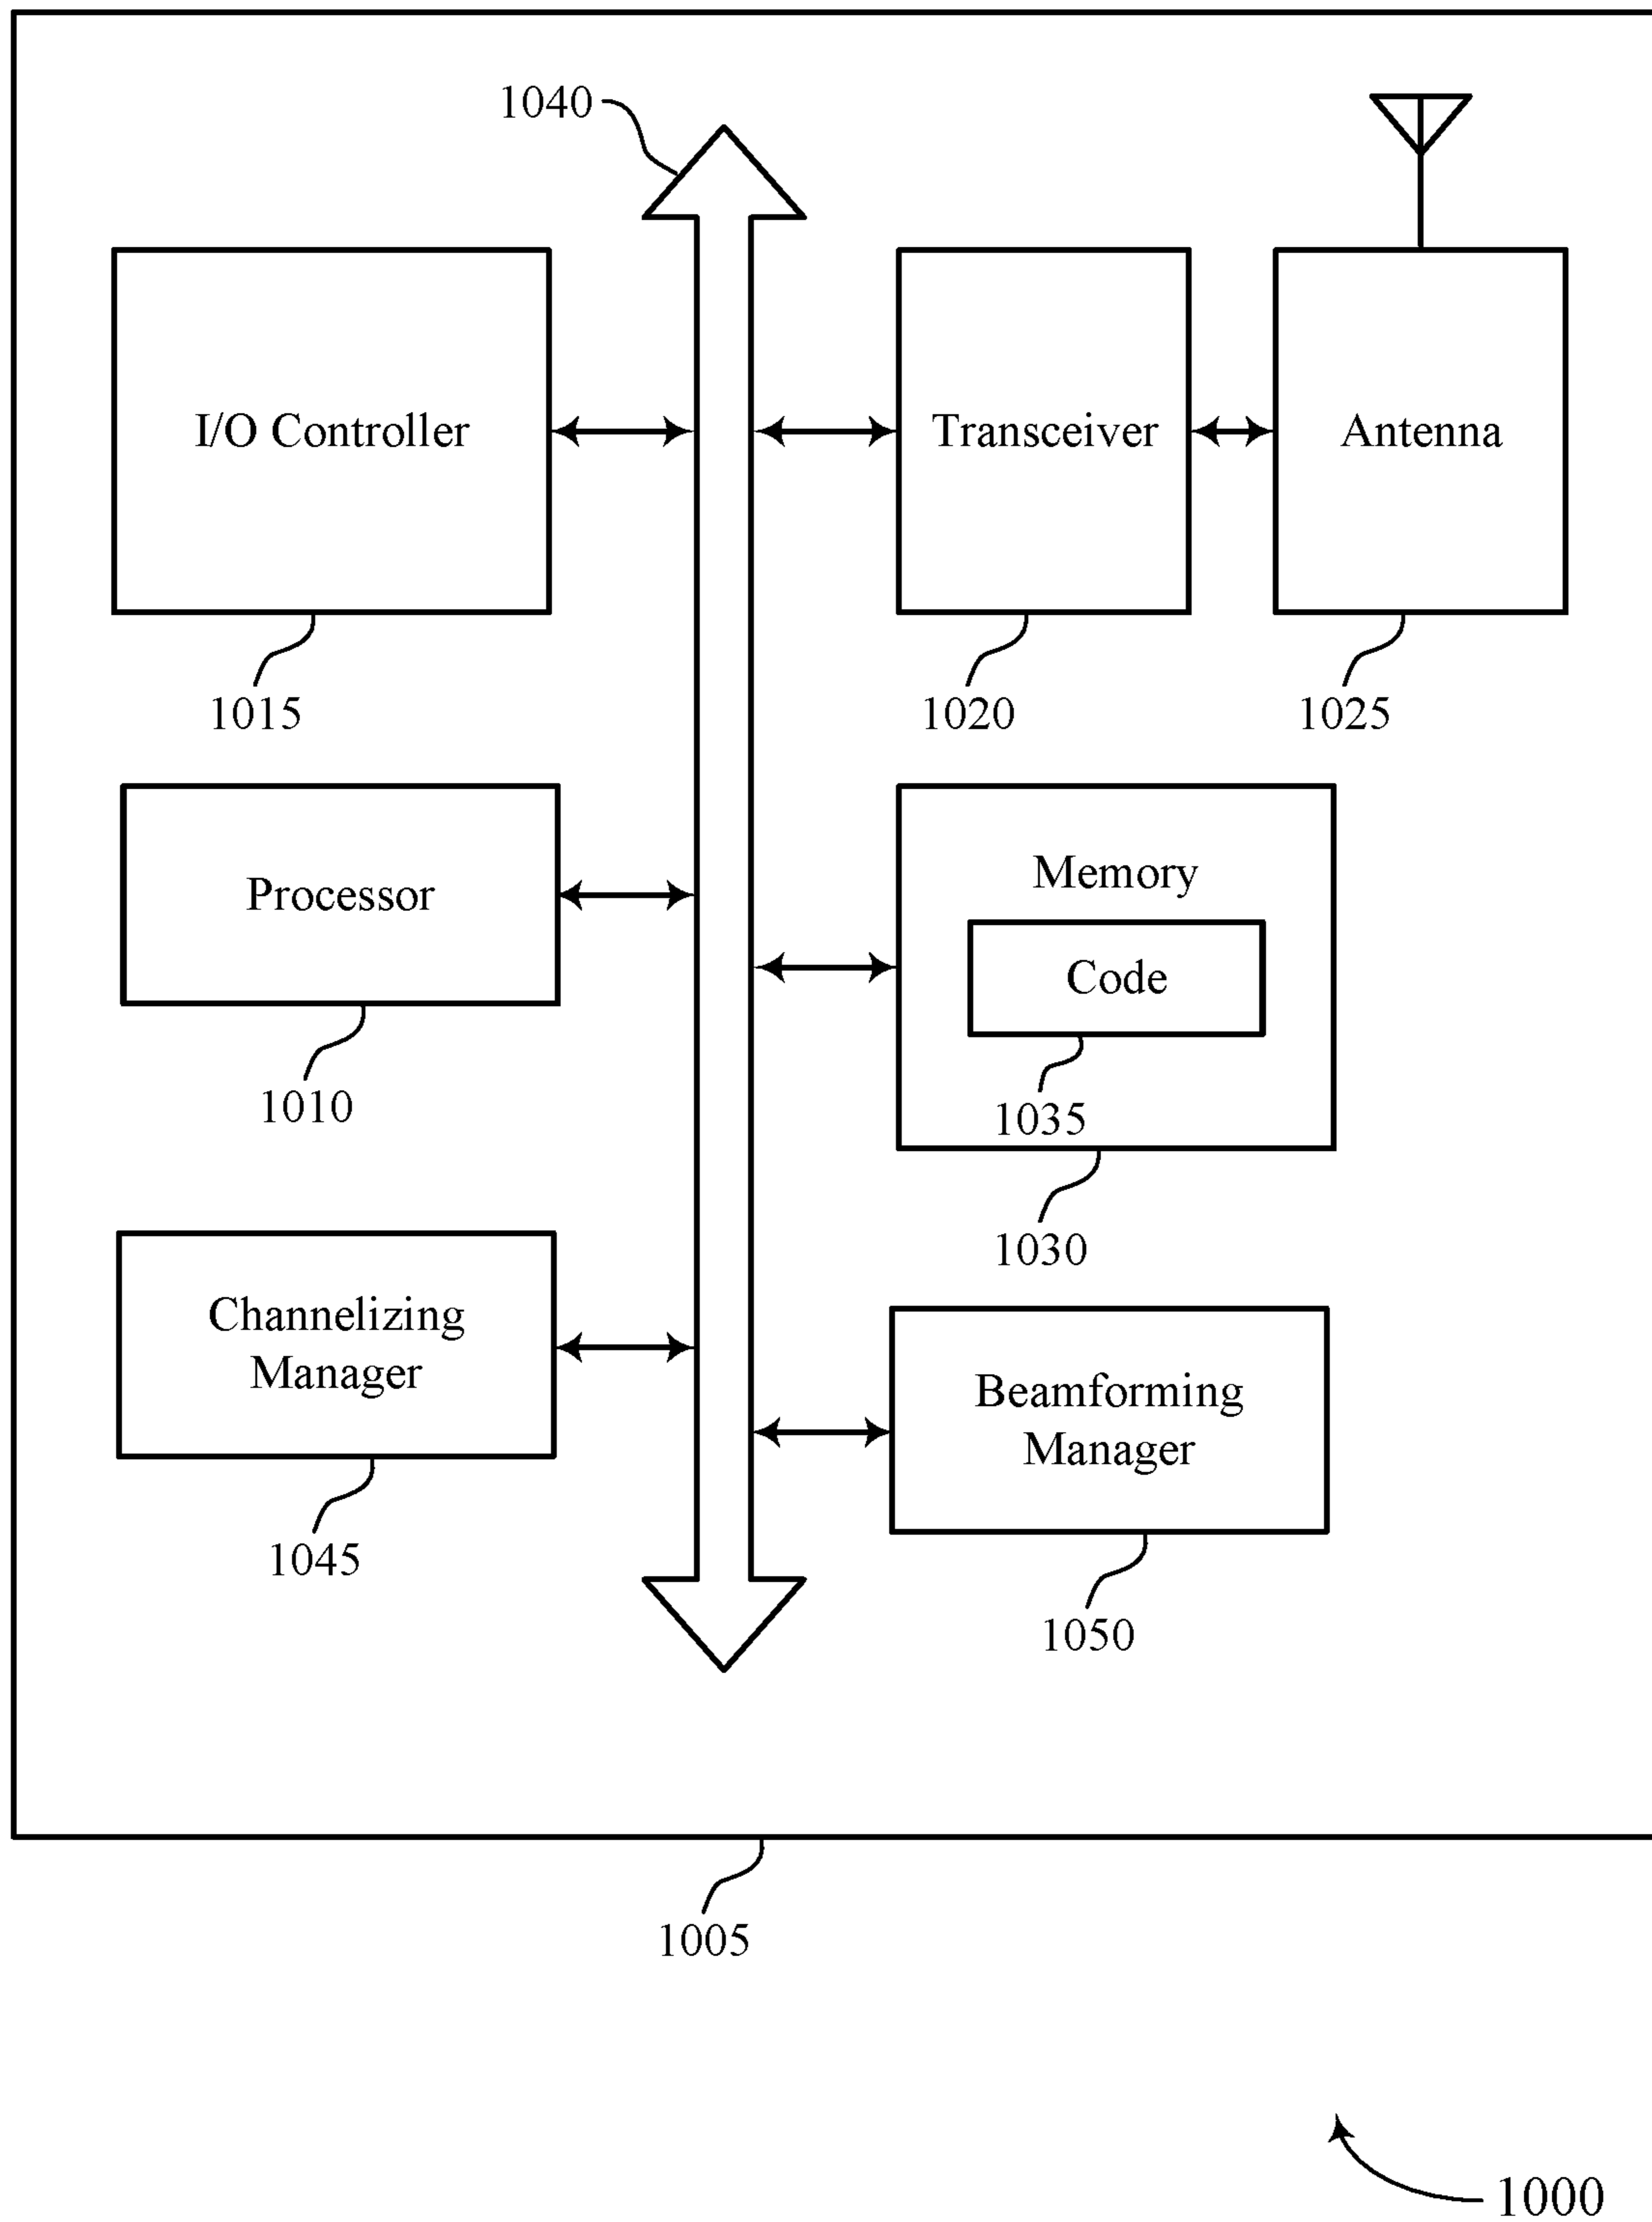 1040
I/O Controller
Transceiver
Antenna
1015
1020
1025
Processor
Memory
Code
1010
1035
1030
Channelizing
Manager
Beamforming
Manager
1045
1050
1005
1000